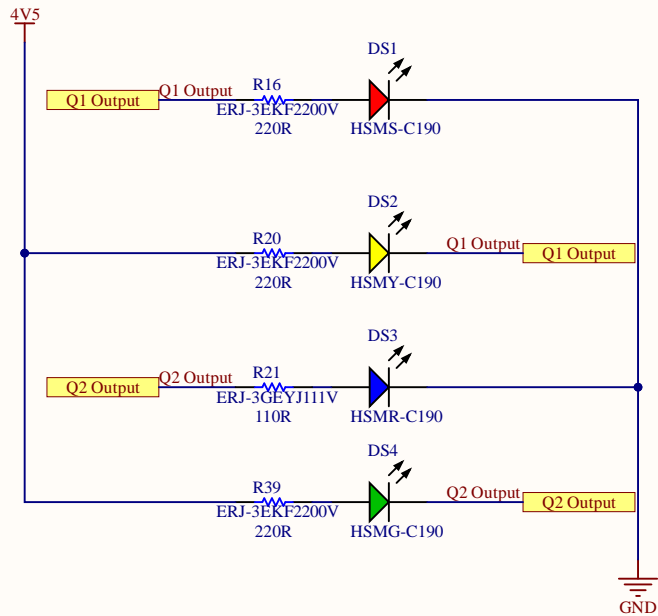 4V5
DS1
Q1 Output
Q1 Output
R16
ERJ-3EKF2200V
220R
HSMS-C190
DS2
R20
ERJ-3EKF2200V
220R
HSMY-C190
Q1 Output
Q1 Output
DS3
Q2 Output
Q2 Output
R21
ERJ-3GEYJ111V
110R
HSMR-C190
DS4
R39
ERJ-3EKF2200V
220R
HSMG-C190
Q2 Output
Q2 Output
GND